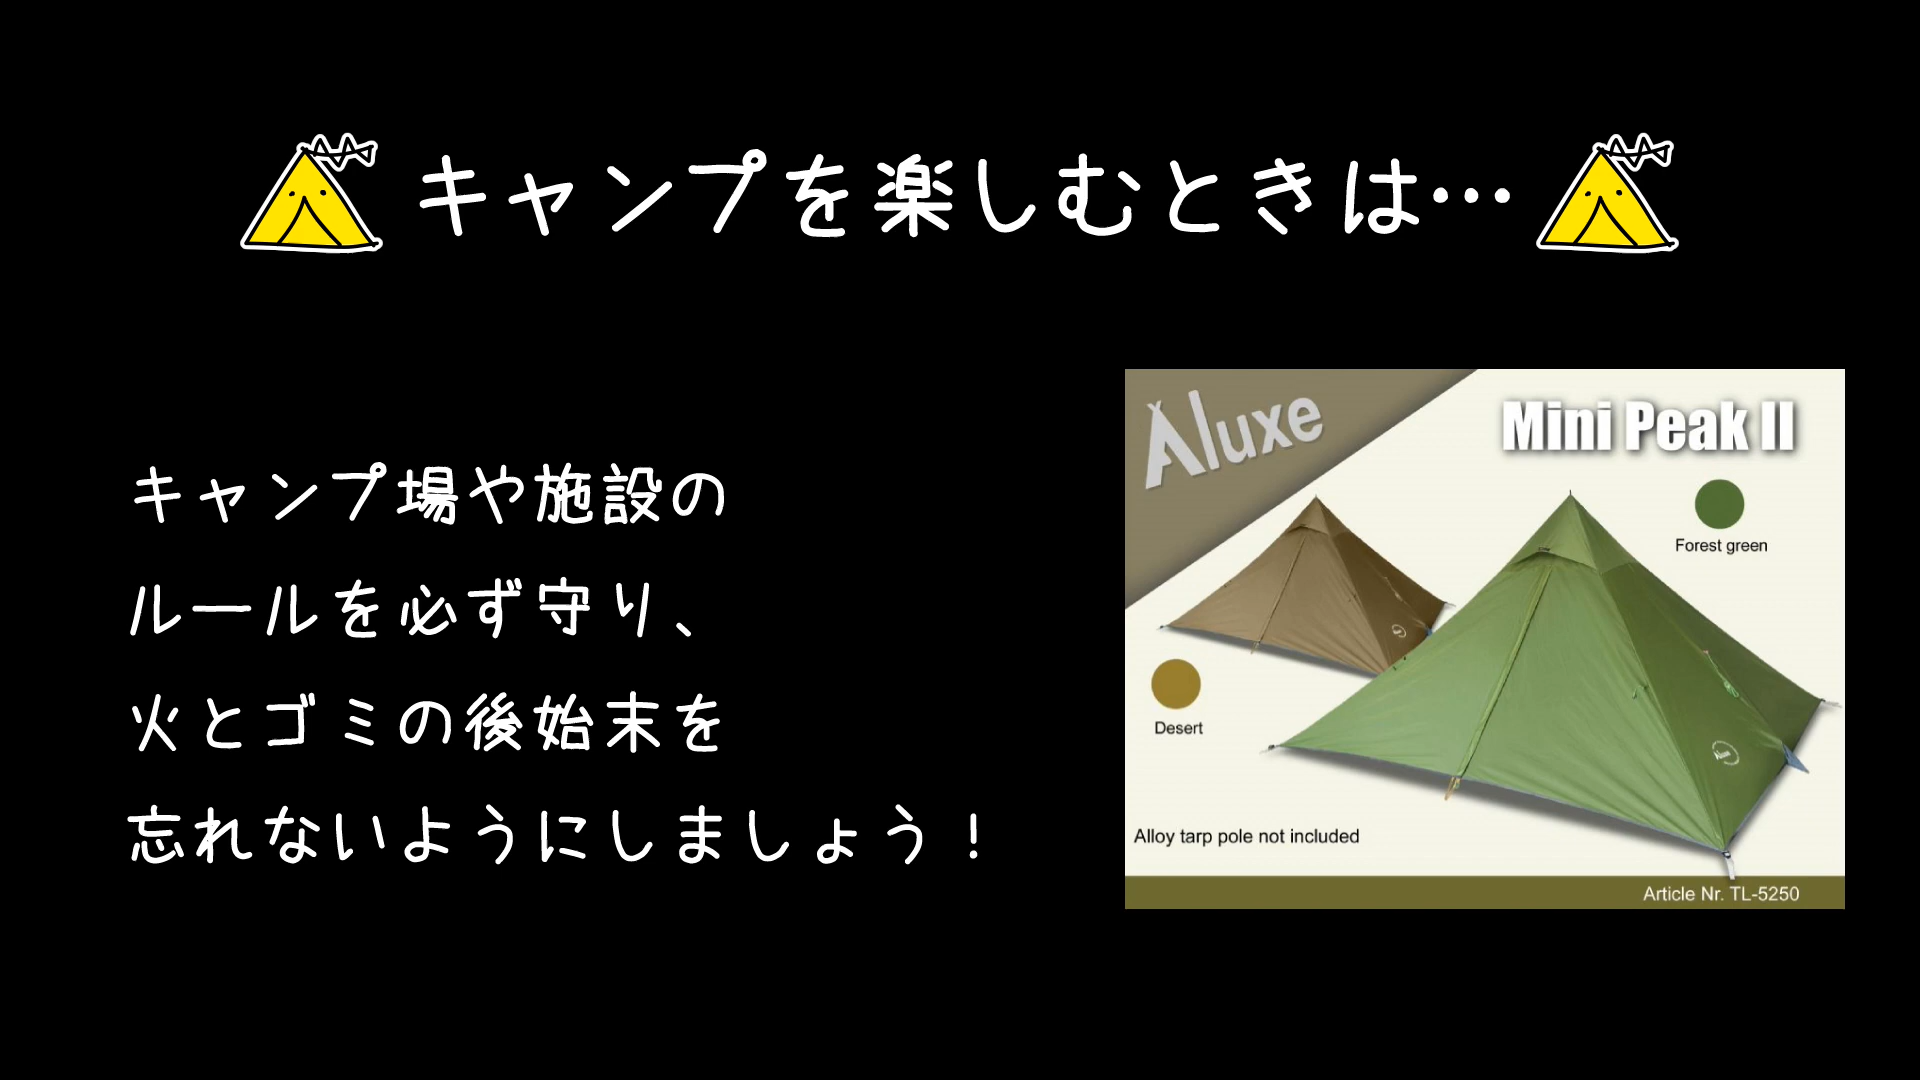 キャンプを楽しむときは…
キャンプ場や施設の
ルールを必ず守り、
火とゴミの後始末を
忘れないようにしましょう！
Aluxe
Mini Peak II
Forest green
Desert
Alloy tarp pole not included
Article Nr. TL-5250